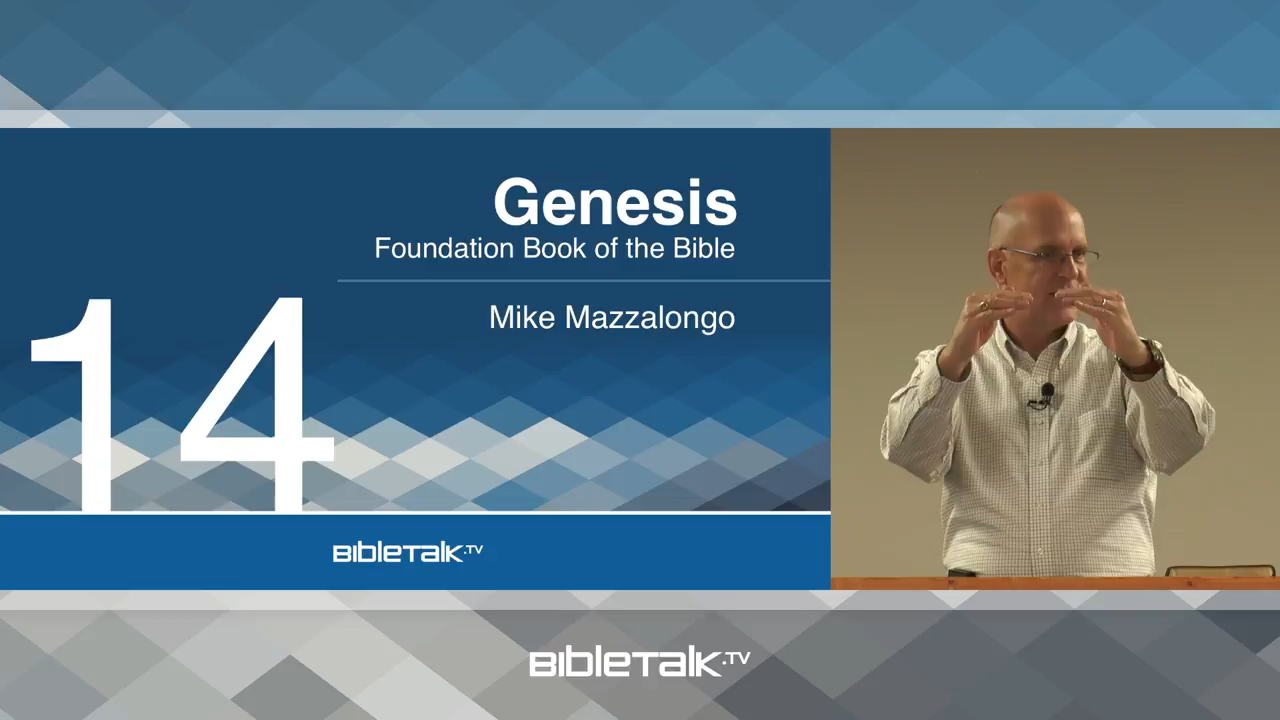 Genesis
Foundation Book of the Bible
Mike Mazzalongo
14
BIBLETALK.TV
BIBLETALK.TV